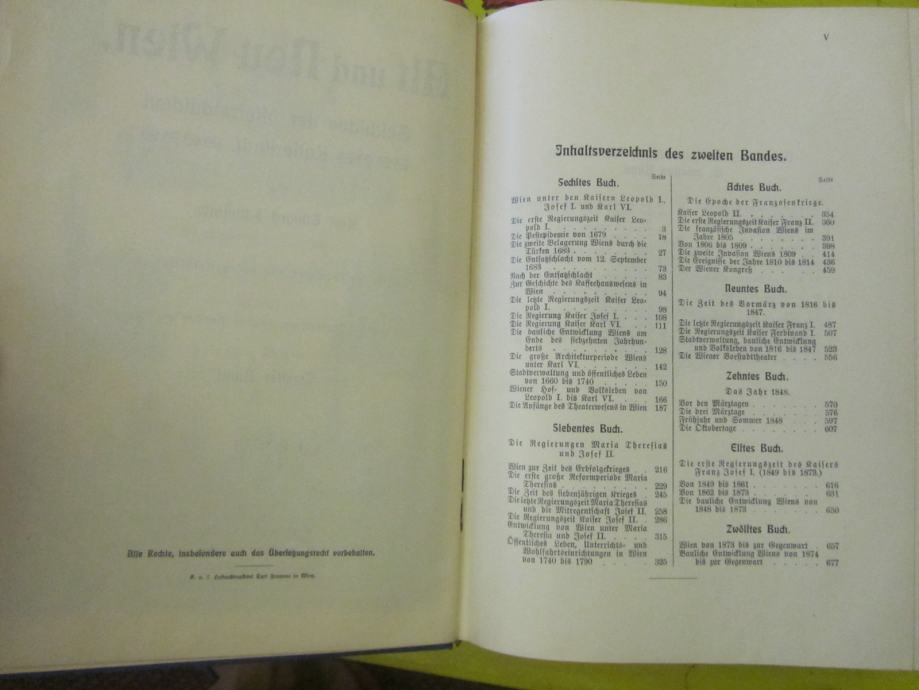 Alle Rechte, insbesondere auch das Übersetzungsrecht vorbehalten.
K. u. k. Hofbuchdruckerei Carl Fromme in Wien.
V
Inhaltsverzeichnis des zweiten Bandes.
Sechstes Buch.
Seite
Wien unter den Kaisern Leopold I.,
Josef I. und Karl VI.
Die erste Regierungszeit Kaiser Leo-
pold I. . . . . . . . . . . . 3
Die Pestepidemie von 1679 . . . . 18
Die zweite Belagerung Wiens durch die
Türken 1683 . . . . . . . . . 27
Die Entsatzschlacht vom 12. September
1683 . . . . . . . . . . . . 73
Nach der Entsatzschlacht . . . . . 83
Zur Geschichte des Kaffeehauswesens in
Wien . . . . . . . . . . . . 94
Die letzte Regierungszeit Kaiser Leo-
pold I. . . . . . . . . . . . 98
Die Regierung Kaiser Josef I. . . . 108
Die Regierung Kaiser Karl VI. . . . 111
Die bauliche Entwicklung Wiens am
Ende des siebzehnten Jahrhun-
derts . . . . . . . . . . . . 128
Die große Architekturperiode Wiens
unter Karl VI. . . . . . . . . 142
Stadtverwaltung und öffentliches Leben
von 1660 bis 1740 . . . . . . 150
Wiener Hof- und Volksleben von
Leopold I. bis Karl VI. . . . . 166
Die Anfänge des Theaterwesens in Wien 187
Siebentes Buch.
Die Regierungen Maria Theresias
und Josef II.
Wien zur Zeit des Erbfolgekrieges . . 216
Die erste große Reformperiode Maria
Theresias . . . . . . . . . . 229
Die Zeit des siebenjährigen Krieges . 245
Die letzte Regierungszeit Maria Theresias
und die Mitregentschaft Josef II. 258
Die Regierungszeit Kaiser Josef II. . . 286
Entwicklung von Wien unter Maria
Theresia und Josef II. . . . . . 315
Öffentliches Leben, Unterrichts- und
Wohlfahrtseinrichtungen in Wien
von 1740 bis 1790 . . . . . . 325
Seite
Achtes Buch.
Die Epoche der Franzosenkriege.
Kaiser Leopold II. . . . . . . . . 354
Die erste Regierungszeit Kaiser Franz II. 360
Die französische Invasion Wiens im
Jahre 1805 . . . . . . . . . 391
Von 1806 bis 1809 . . . . . . . . 398
Die zweite Invasion Wiens 1809 . . . 414
Die Ereignisse der Jahre 1810 bis 1814 436
Der Wiener Kongreß . . . . . . . 459
Neuntes Buch.
Die Zeit des Vormärz von 1816 bis
1847.
Die letzte Regierungszeit Kaiser Franz I. 487
Die Regierungszeit Kaiser Ferdinand I. 507
Stadtverwaltung, bauliche Entwicklung
und Volksleben von 1816 bis 1847 523
Die Wiener Vorstadttheater . . . . . 556
Zehntes Buch.
Das Jahr 1848.
Vor den Märztagen . . . . . . . . 570
Die drei Märztage . . . . . . . . 576
Frühjahr und Sommer 1848 . . . . . 597
Die Oktobertage . . . . . . . . . 607
Elftes Buch.
Die erste Regierungszeit des Kaisers
Franz Josef I. (1849 bis 1873.)
Von 1849 bis 1861 . . . . . . . . 616
Von 1862 bis 1873 . . . . . . . . 631
Die bauliche Entwicklung Wiens von
1848 bis 1873 . . . . . . . . 650
Zwölftes Buch.
Wien von 1873 bis zur Gegenwart . . 657
Bauliche Entwicklung Wiens von 1874
bis zur Gegenwart . . . . . . 677